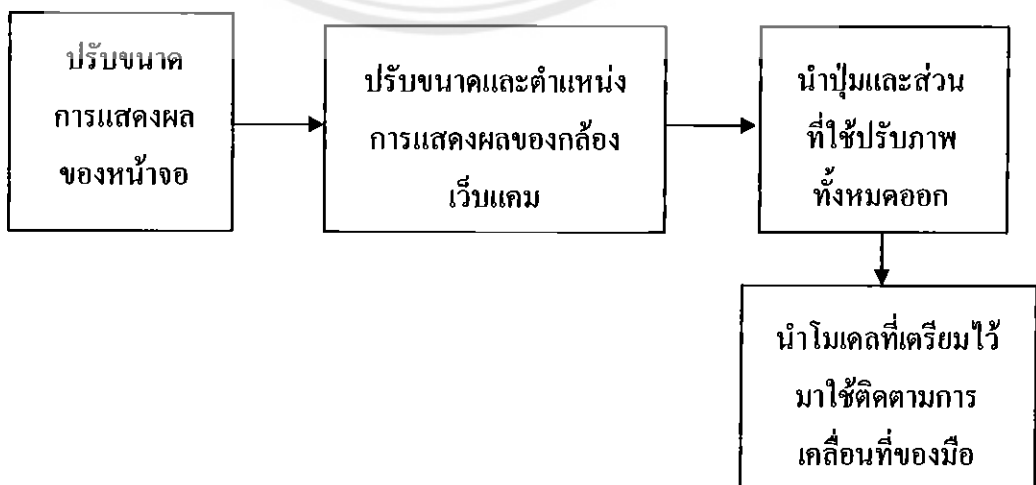 ปรับขนาด
การแสดงผล
ของหน้าจอ
ปรับขนาดและตำแหน่ง
การแสดงผลของกล้อง
เว็บแคม
นำปุ่มและส่วน
ที่ใช้ปรับภาพ
ทั้งหมดออก
นำโมเดลที่เตรียมไว้
มาใช้ติดตามการ
เคลื่อนที่ของมือ